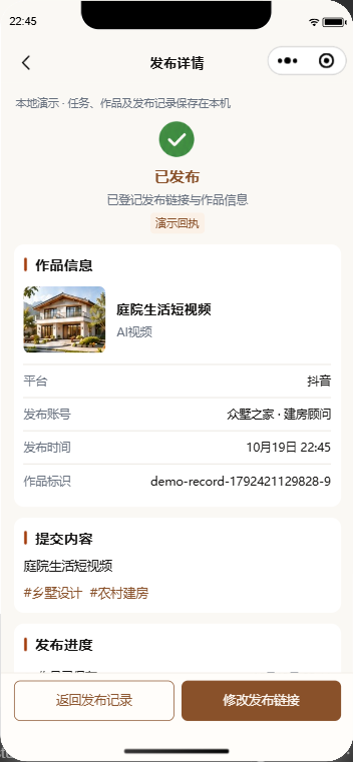 22:45
发布详情
本地演示 · 任务、作品及发布记录保存在本机
已发布
已登记发布链接与作品信息
演示回执
作品信息
庭院生活短视频
AI视频
平台 抖音
发布账号 众墅之家 · 建房顾问
发布时间 10月19日 22:45
作品标识 demo-record-1792421129828-9
提交内容
庭院生活短视频
#乡墅设计 #农村建房
发布进度
返回发布记录 修改发布链接